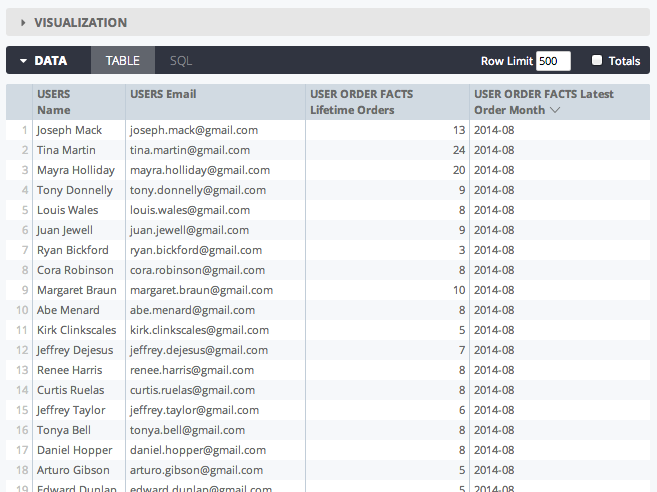 VISUALIZATION
DATA TABLE SQL Row Limit 500 Totals
USERS USERS Email USER ORDER FACTS USER ORDER FACTS Latest
Name Lifetime Orders Order Month
1 Joseph Mack joseph.mack@gmail.com 13 2014-08
2 Tina Martin tina.martin@gmail.com 24 2014-08
3 Mayra Holliday mayra.holliday@gmail.com 20 2014-08
4 Tony Donnelly tony.donnelly@gmail.com 9 2014-08
5 Louis Wales louis.wales@gmail.com 8 2014-08
6 Juan Jewell juan.jewell@gmail.com 9 2014-08
7 Ryan Bickford ryan.bickford@gmail.com 3 2014-08
8 Cora Robinson cora.robinson@gmail.com 8 2014-08
9 Margaret Braun margaret.braun@gmail.com 10 2014-08
10 Abe Menard abe.menard@gmail.com 8 2014-08
11 Kirk Clinkscales kirk.clinkscales@gmail.com 5 2014-08
12 Jeffrey Dejesus jeffrey.dejesus@gmail.com 7 2014-08
13 Renee Harris renee.harris@gmail.com 8 2014-08
14 Curtis Ruelas curtis.ruelas@gmail.com 8 2014-08
15 Jeffrey Taylor jeffrey.taylor@gmail.com 6 2014-08
16 Tonya Bell tonya.bell@gmail.com 8 2014-08
17 Daniel Hopper daniel.hopper@gmail.com 8 2014-08
18 Arturo Gibson arturo.gibson@gmail.com 5 2014-08
19 Edward Dunlap edward.dunlap@gmail.com 5 2014-08